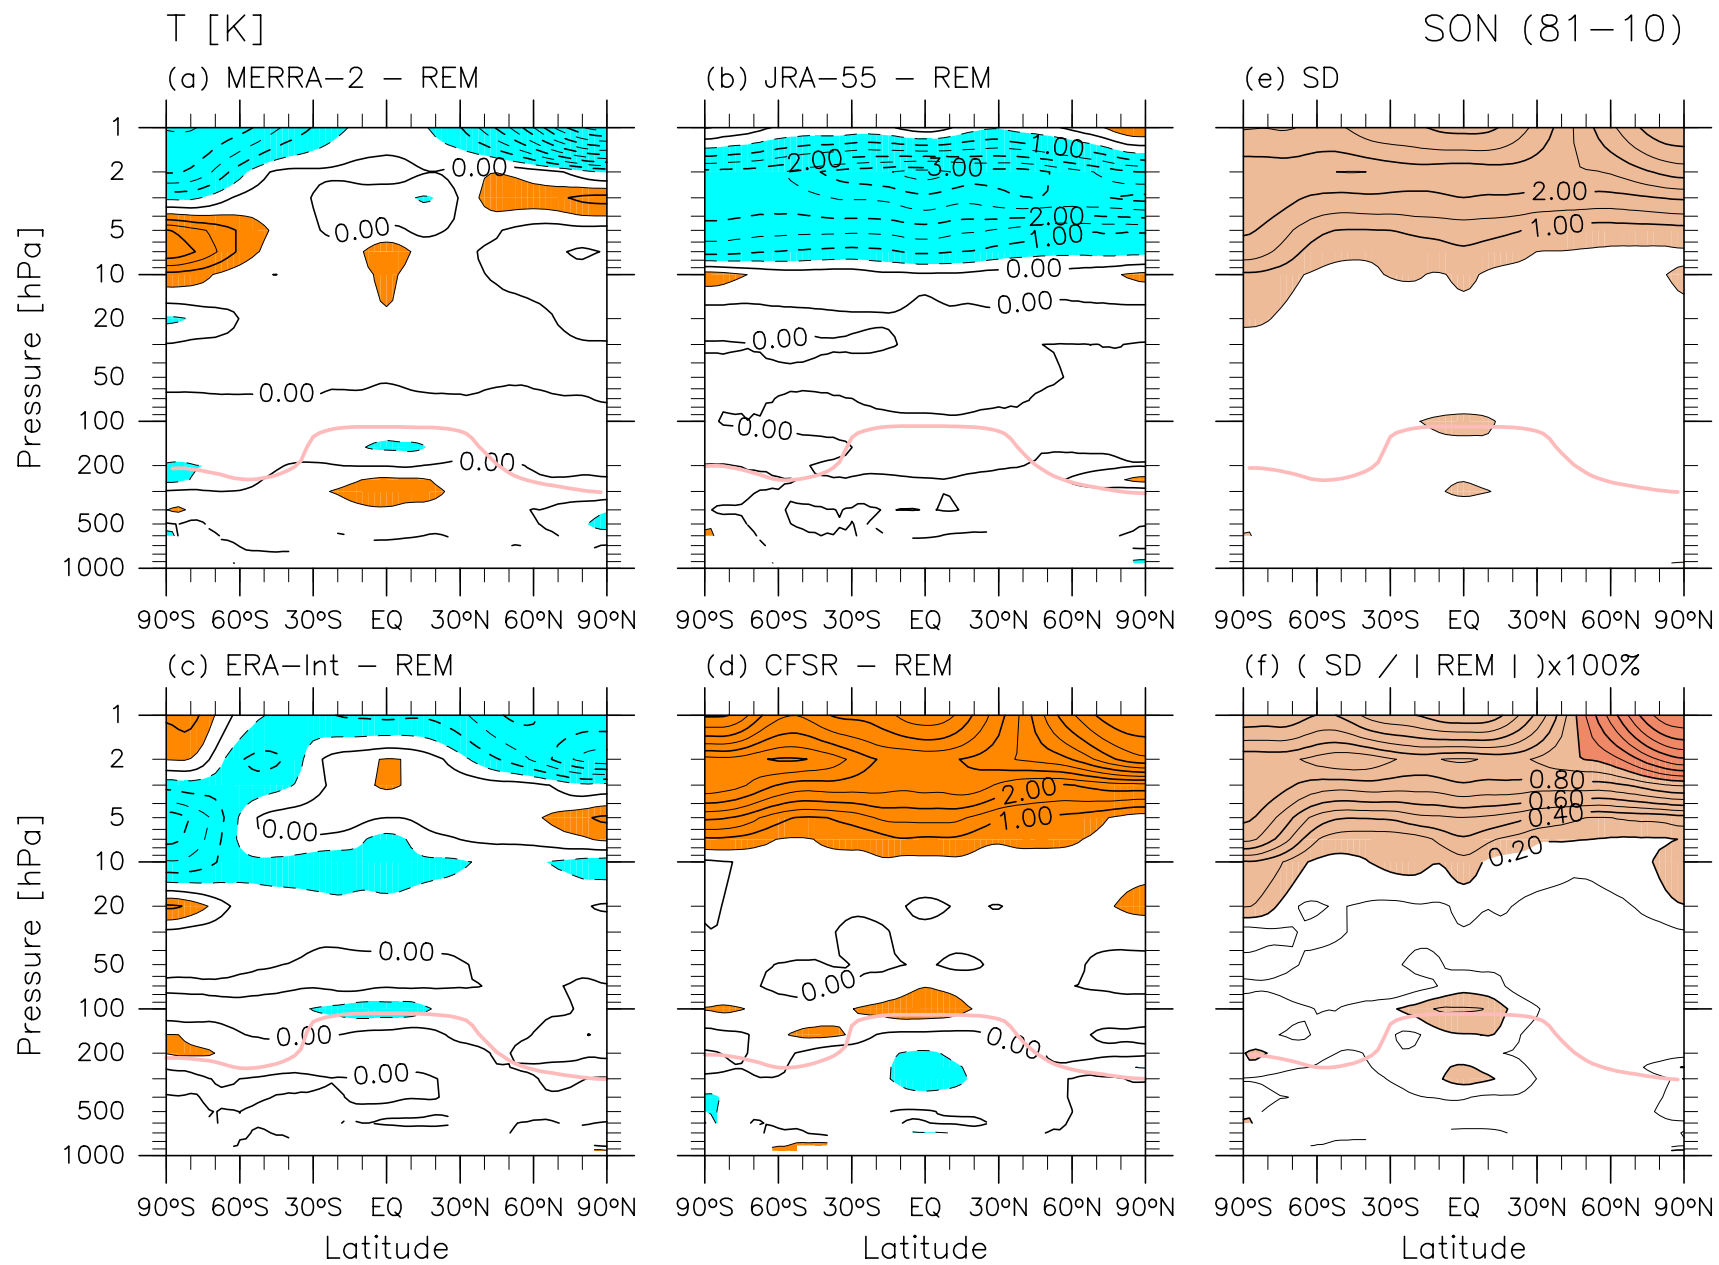 T [K] SON (81−10)
(a) MERRA−2 − REM (b) JRA−55 − REM (e) SD
1 2 5 10 20 50 100 200 500 1000
Pressure [hPa]
0.00 0.00 0.00 0.00
1.00 2.00 −3.00 2.00 1.00 0.00 0.00 0.00 0.00
2.00 1.00
90°S 60°S 30°S EQ 30°N 60°N 90°N 90°S 60°S 30°S EQ 30°N 60°N 90°N 90°S 60°S 30°S EQ 30°N 60°N 90°N
(c) ERA−Int − REM (d) CFSR − REM (f) ( SD / | REM | )x100%
1 2 5 10 20 50 100 200 500 1000
Pressure [hPa]
0.00 0.00 0.00 0.00
2.00 1.00 0.00 0.00
0.80 0.60 0.40 0.20
90°S 60°S 30°S EQ 30°N 60°N 90°N 90°S 60°S 30°S EQ 30°N 60°N 90°N 90°S 60°S 30°S EQ 30°N 60°N 90°N
Latitude Latitude Latitude